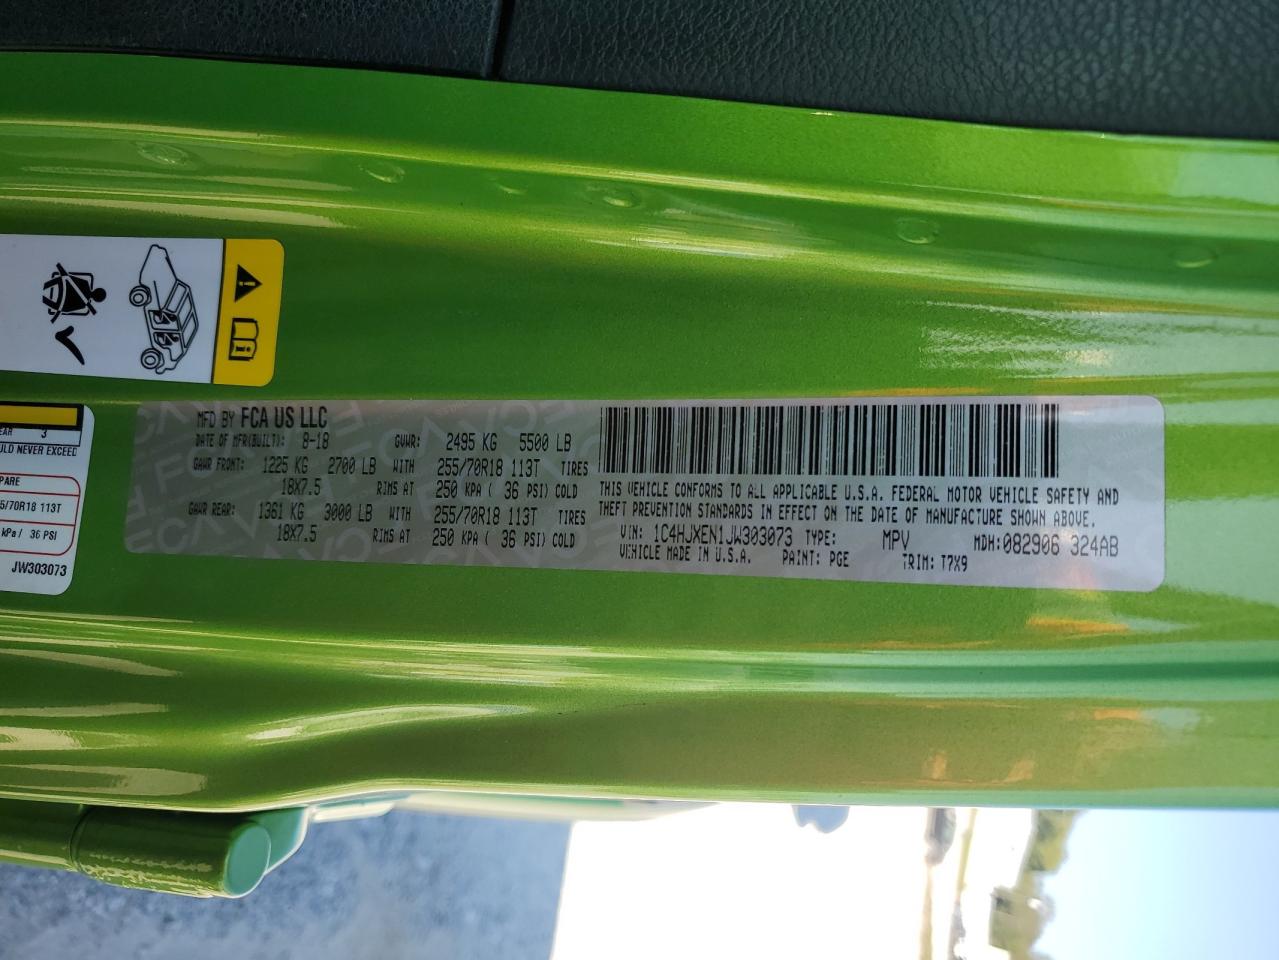 MFD BY FCA US LLC
DATE OF MFR(BUILT): 8-18 GVWR: 2495 KG 5500 LB
GAWR FRONT: 1225 KG 2700 LB WITH 255/70R18 113T TIRES
18X7.5 RIMS AT 250 KPA ( 36 PSI) COLD
GAWR REAR: 1361 KG 3000 LB WITH 255/70R18 113T TIRES
18X7.5 RIMS AT 250 KPA ( 36 PSI) COLD
THIS VEHICLE CONFORMS TO ALL APPLICABLE U.S.A. FEDERAL MOTOR VEHICLE SAFETY AND
THEFT PREVENTION STANDARDS IN EFFECT ON THE DATE OF MANUFACTURE SHOWN ABOVE.
VIN: 1C4HJXEN1JW303073 TYPE: MPV MDH:082906 324AB
VEHICLE MADE IN U.S.A. PAINT: PGE TRIM: T7X9
EAR 3
ULD NEVER EXCEED
PARE
5/70R18 113T
kPa / 36 PSI
JW303073